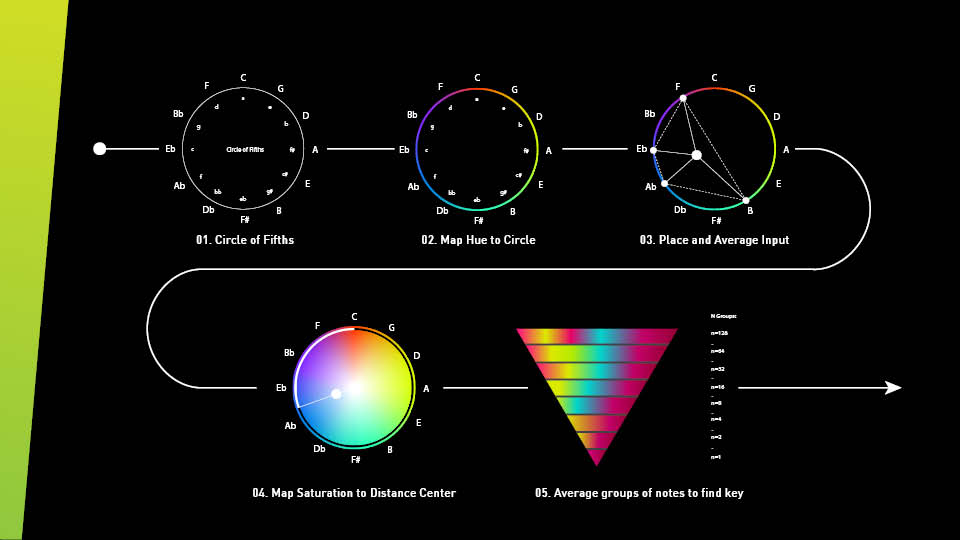 C
F
G
Bb
D
Eb
A
Ab
E
Db
B
F#
a
d
e
g
b
c
Circle of Fifths
f#
f
c#
bb
g#
eb
01. Circle of Fifths
C
F
G
Bb
D
Eb
A
Ab
E
Db
B
F#
a
d
e
g
b
c
f#
f
c#
bb
g#
eb
02. Map Hue to Circle
C
F
G
Bb
D
Eb
A
Ab
E
Db
B
F#
03. Place and Average Input
C
F
G
Bb
D
Eb
A
Ab
E
Db
B
F#
04. Map Saturation to Distance Center
05. Average groups of notes to find key
N Groups:
n=128
-
n=64
-
n=32
-
n=16
-
n=8
-
n=4
-
n=2
-
n=1